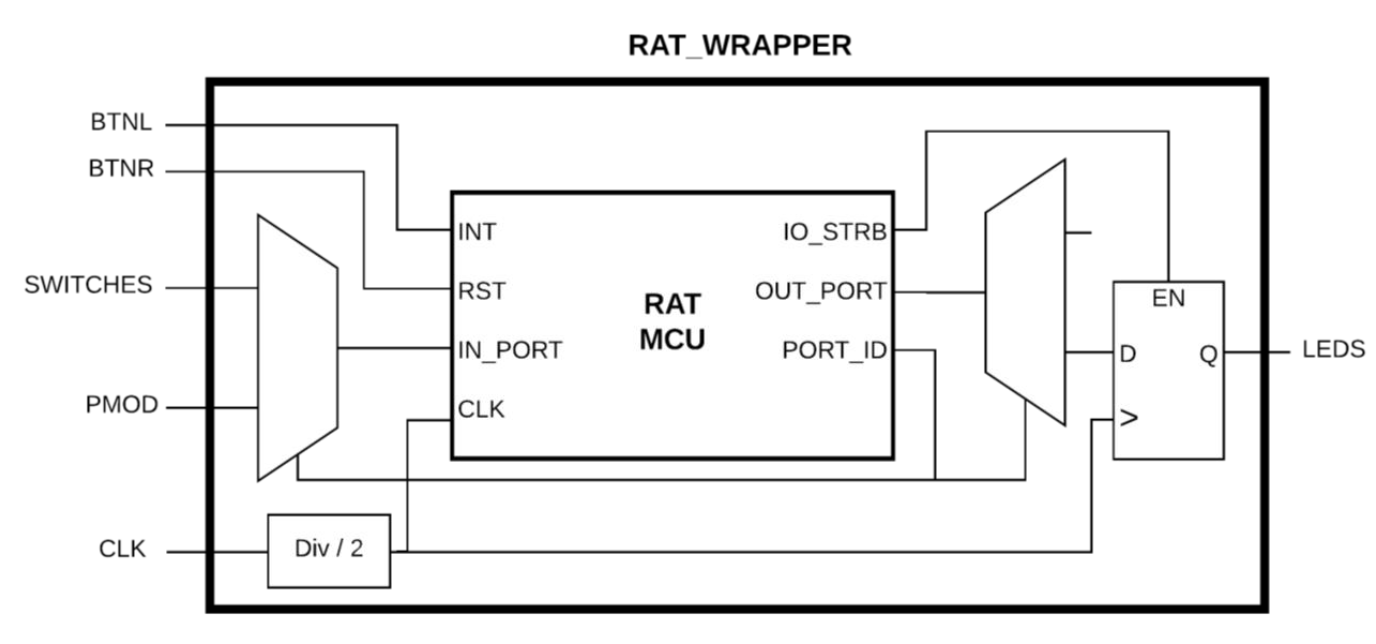 RAT_WRAPPER
BTNL
BTNR
SWITCHES
PMOD
CLK
Div / 2
INT
RST
IN_PORT
CLK
RAT
MCU
IO_STRB
OUT_PORT
PORT_ID
EN
D
Q
>
LEDS